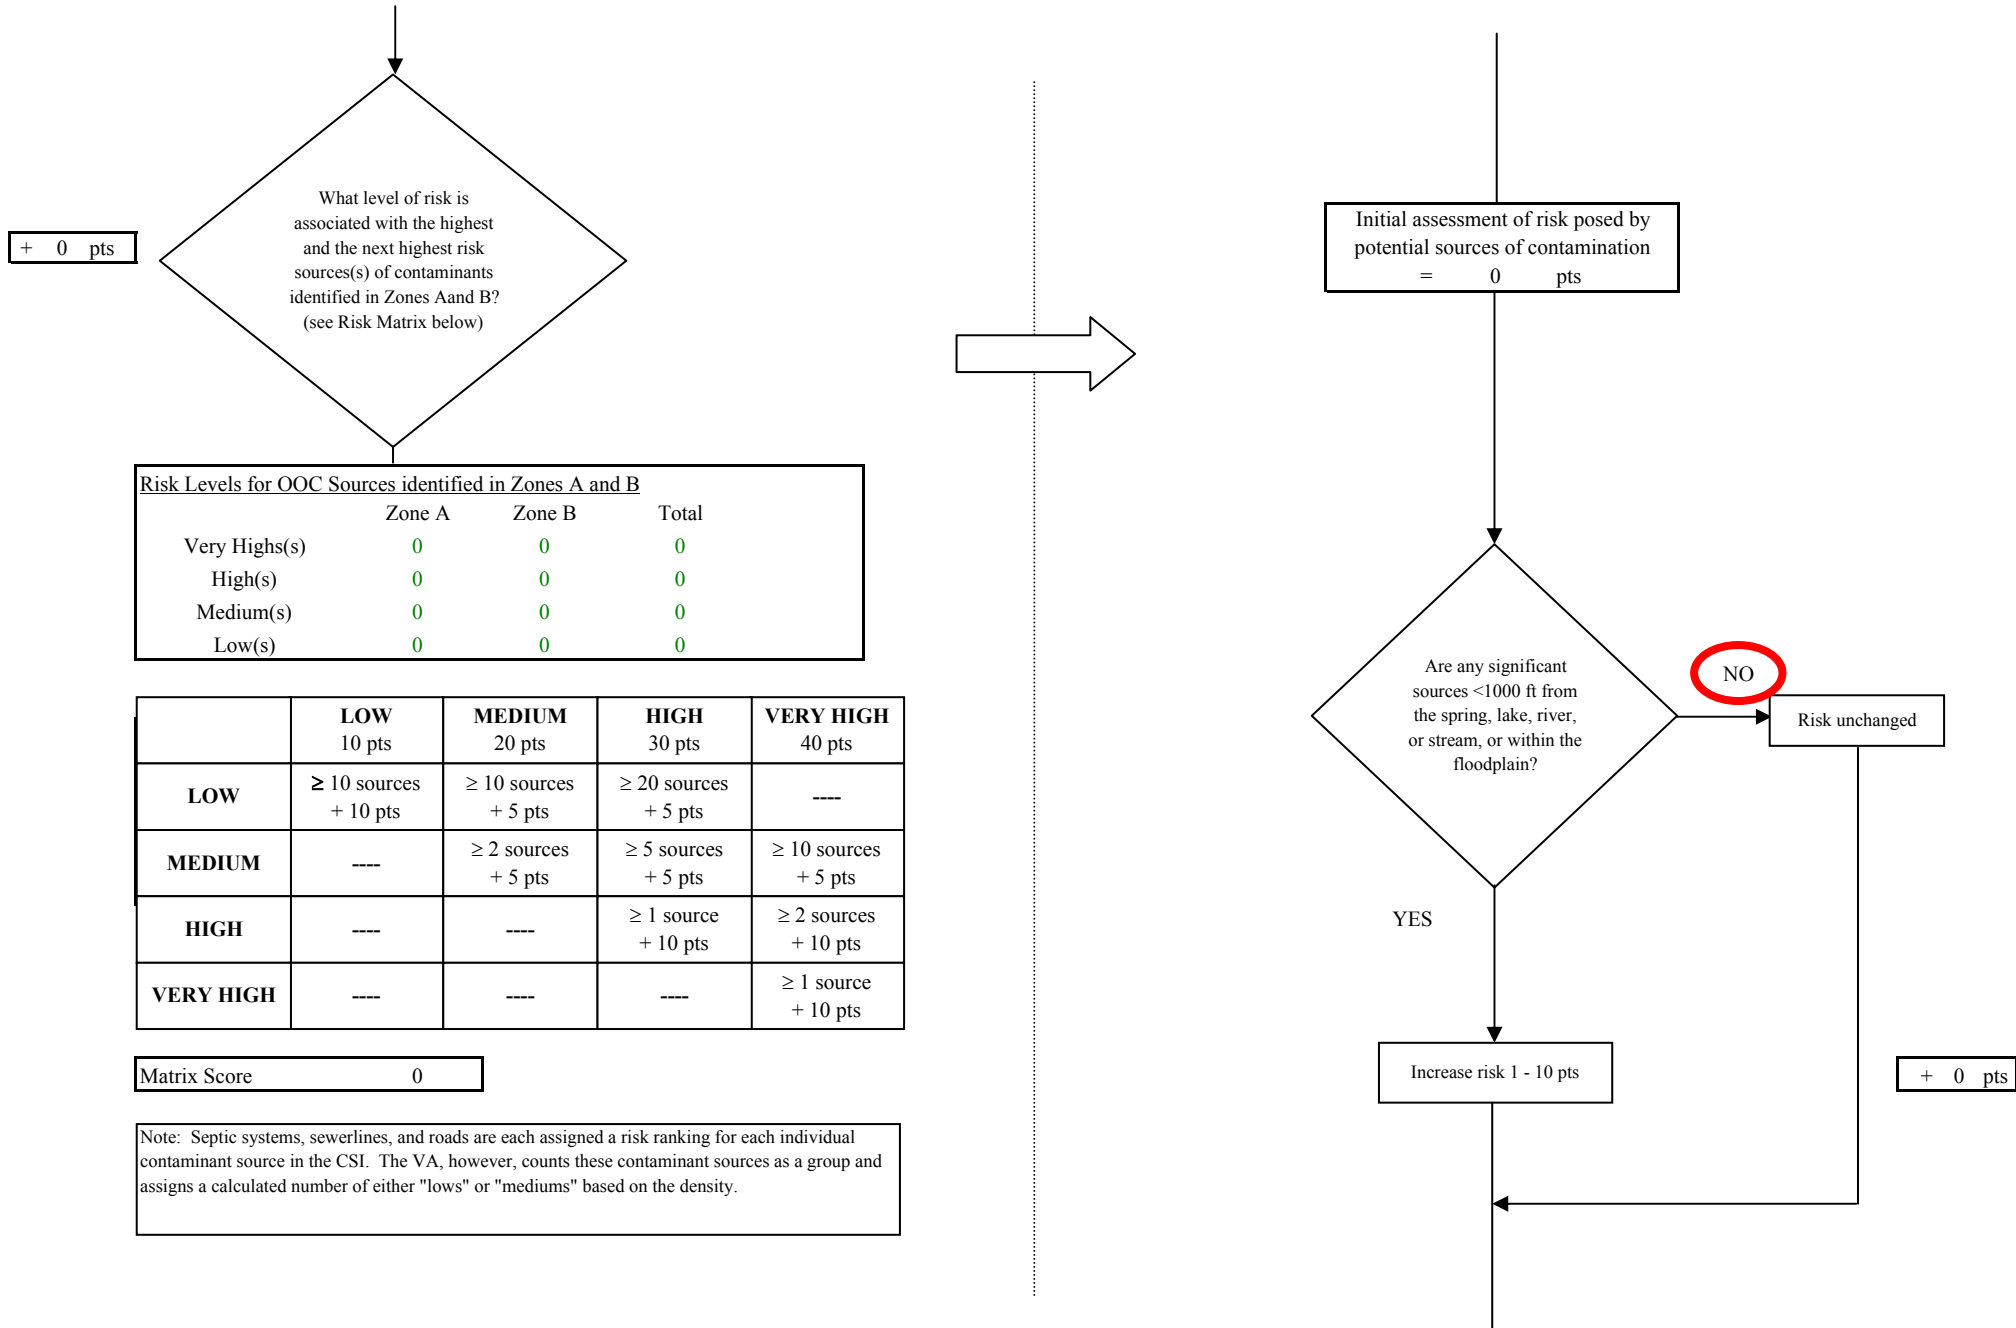 + 0 pts
What level of risk is
associated with the highest
and the next highest risk
sources(s) of contaminants
identified in Zones Aand B?
(see Risk Matrix below)
Risk Levels for OOC Sources identified in Zones A and B
Zone A Zone B Total
Very Highs(s) 0 0 0
High(s) 0 0 0
Medium(s) 0 0 0
Low(s) 0 0 0
LOW MEDIUM HIGH VERY HIGH
10 pts 20 pts 30 pts 40 pts
LOW ≥ 10 sources ≥ 10 sources ≥ 20 sources ----
+ 10 pts + 5 pts + 5 pts
MEDIUM ---- ≥ 2 sources ≥ 5 sources ≥ 10 sources
+ 5 pts + 5 pts + 5 pts
HIGH ---- ---- ≥ 1 source ≥ 2 sources
+ 10 pts + 10 pts
VERY HIGH ---- ---- ---- ≥ 1 source
+ 10 pts
Matrix Score 0
Note: Septic systems, sewerlines, and roads are each assigned a risk ranking for each individual
contaminant source in the CSI. The VA, however, counts these contaminant sources as a group and
assigns a calculated number of either "lows" or "mediums" based on the density.
Initial assessment of risk posed by
potential sources of contamination
= 0 pts
Are any significant
sources <1000 ft from
the spring, lake, river,
or stream, or within the
floodplain?
NO
Risk unchanged
YES
Increase risk 1 - 10 pts
+ 0 pts